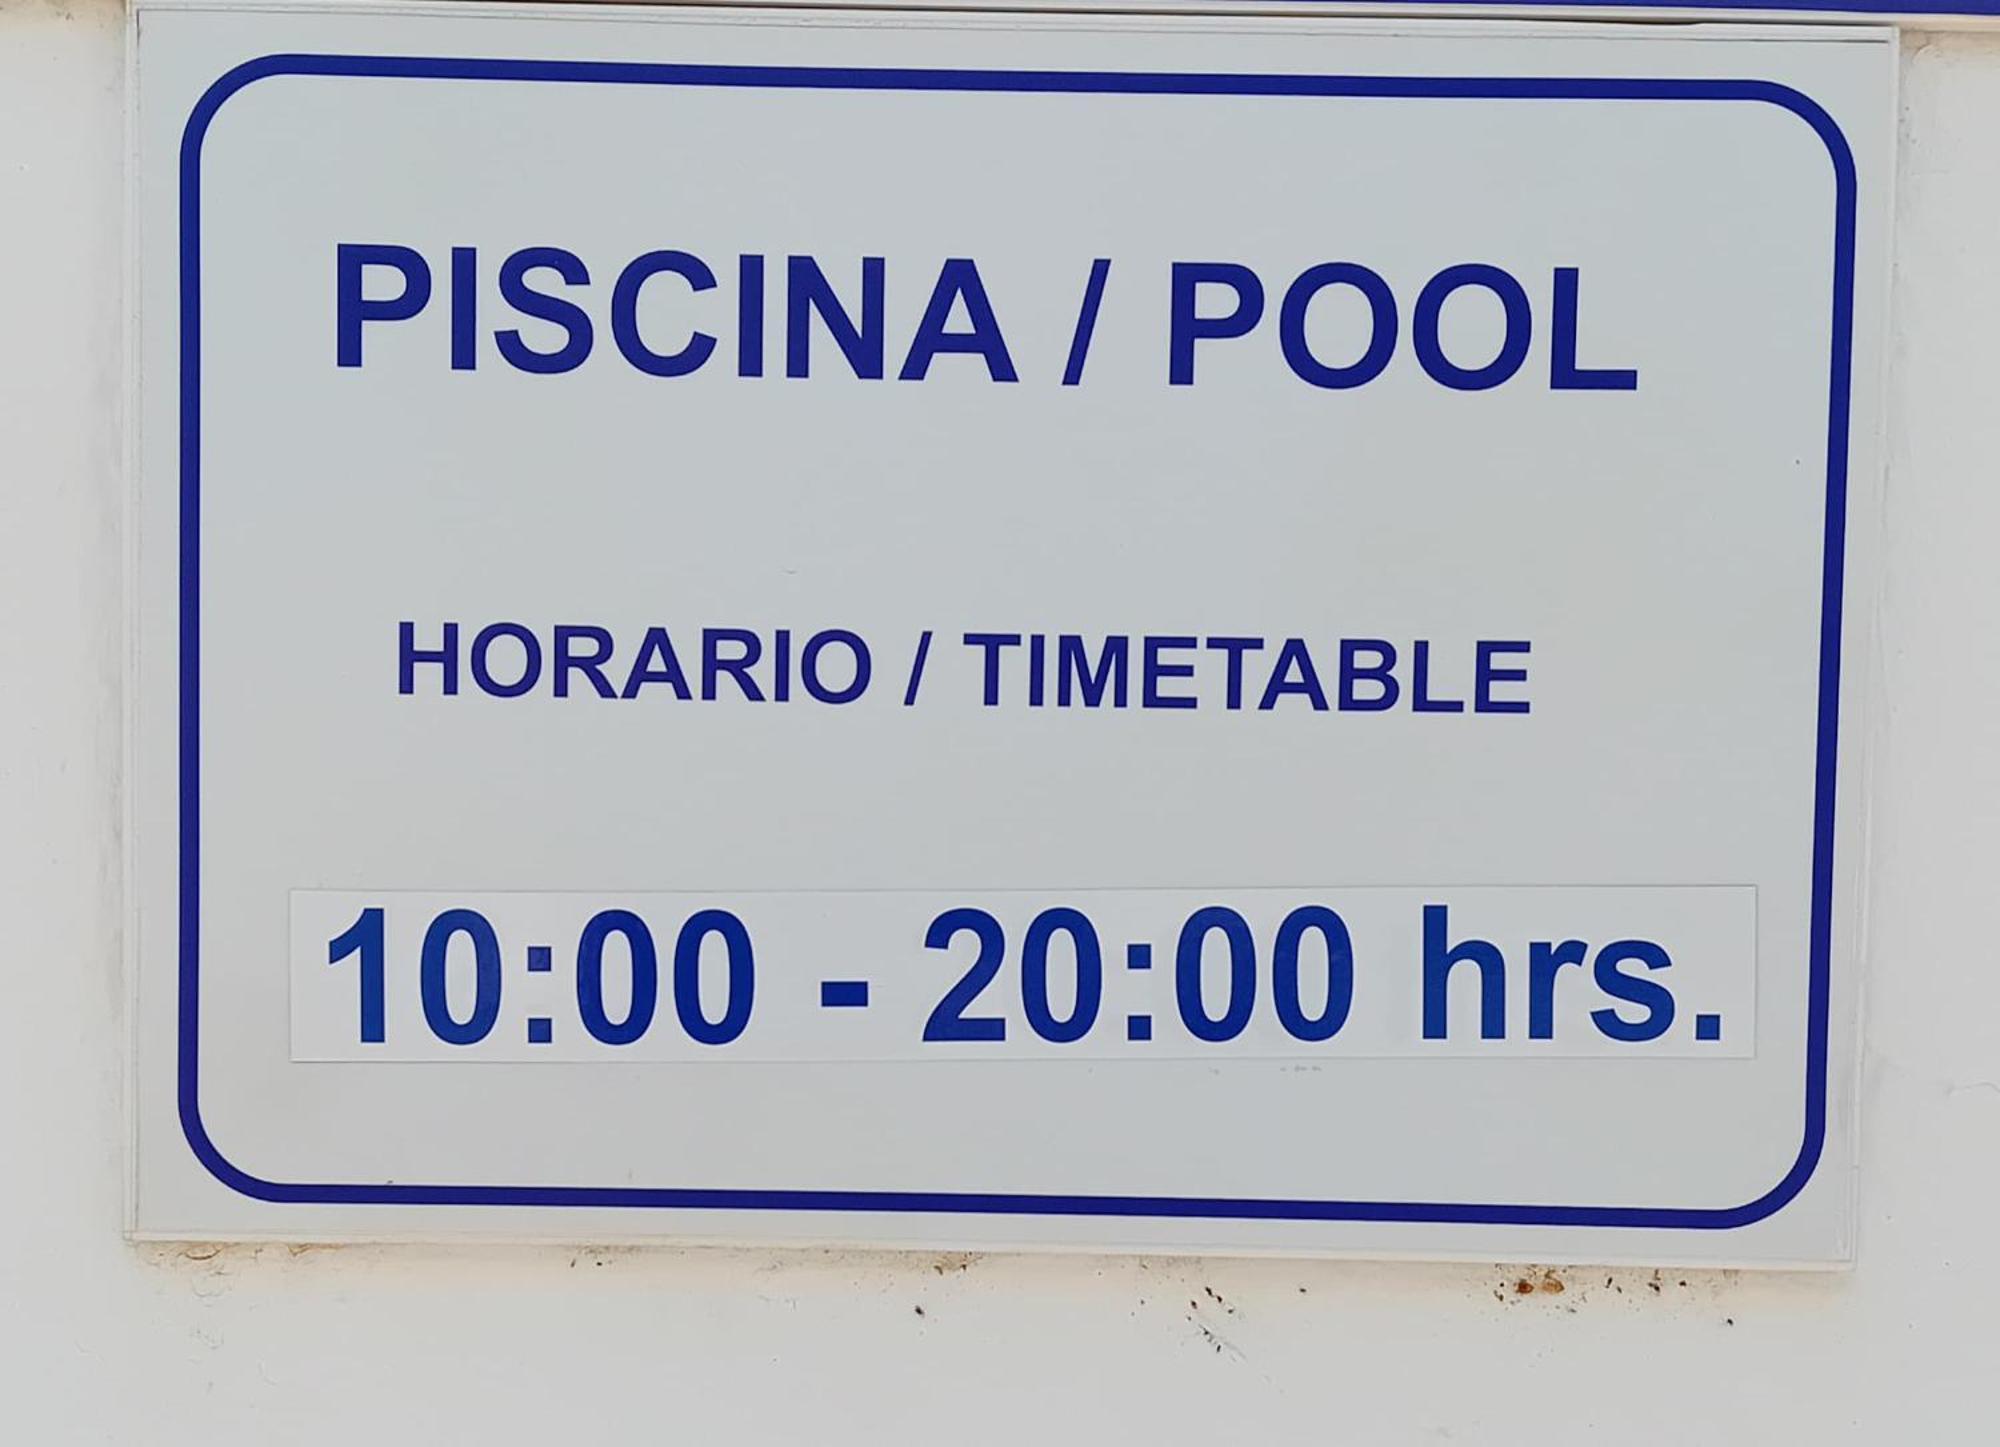 PISCINA / POOL
HORARIO / TIMETABLE
10:00 - 20:00 hrs.